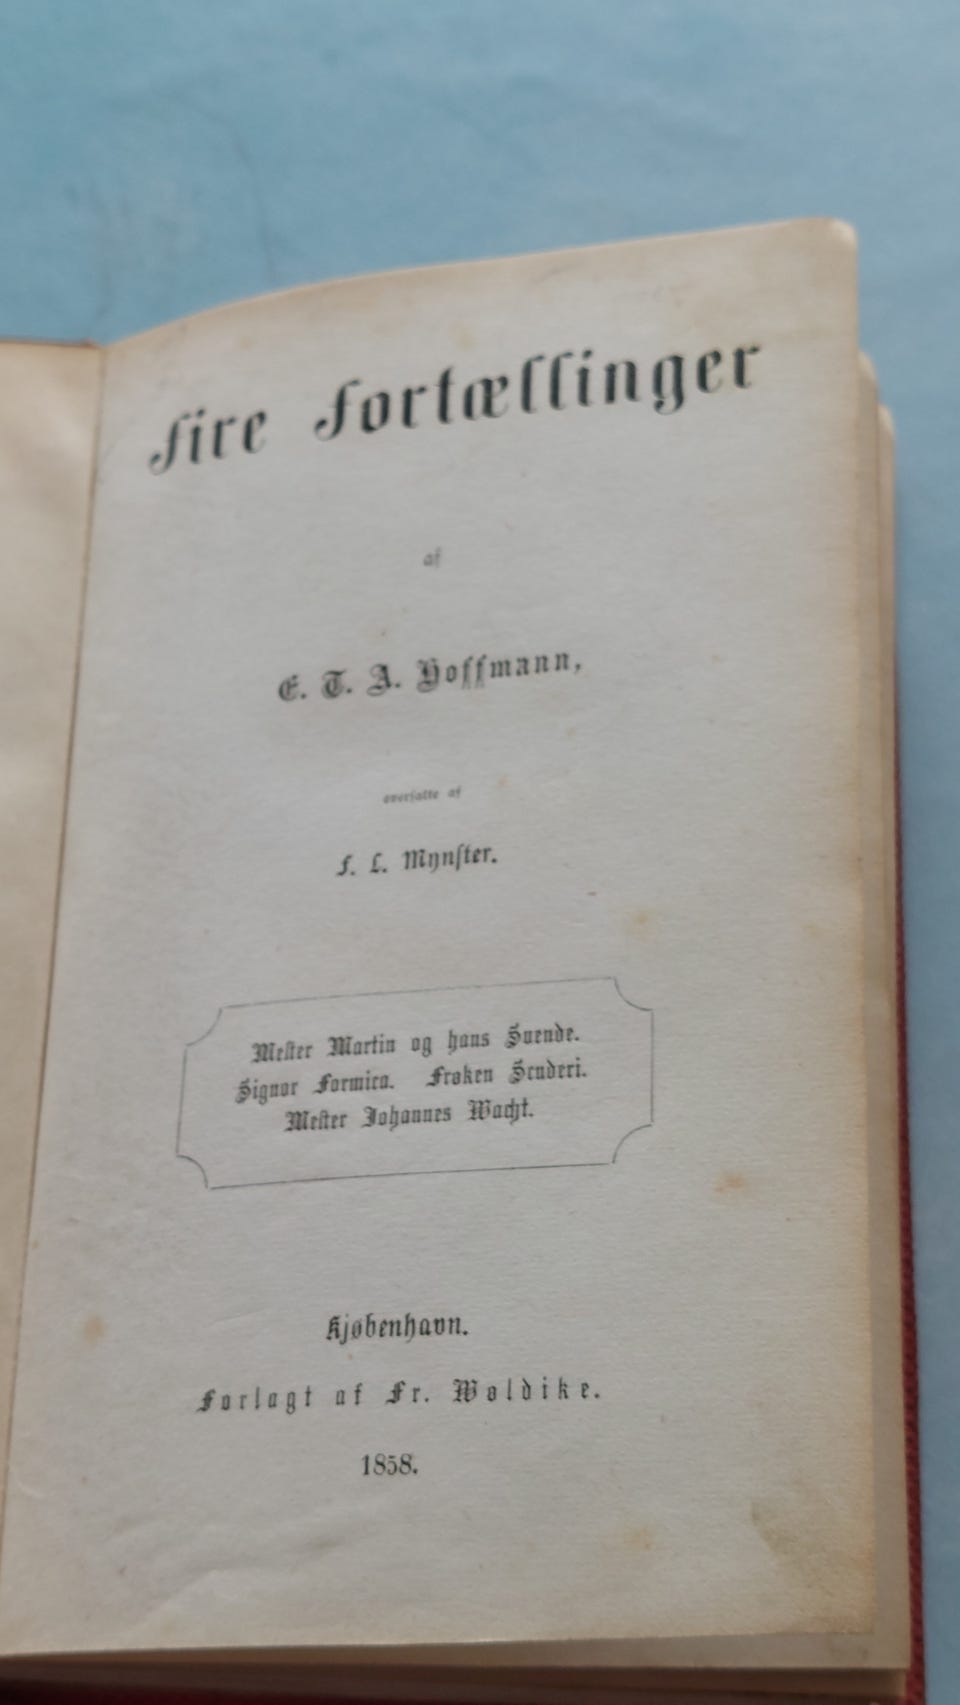 Fire Fortællinger
af
E. T. A. Hoffmann,
oversatte af
F. L. Mynster.
Mester Martin og hans Svende.
Signor Formica. Frøken Scuderi.
Mester Johannes Wacht.
Kjøbenhavn.
Forlagt af Fr. Wøldike.
1858.